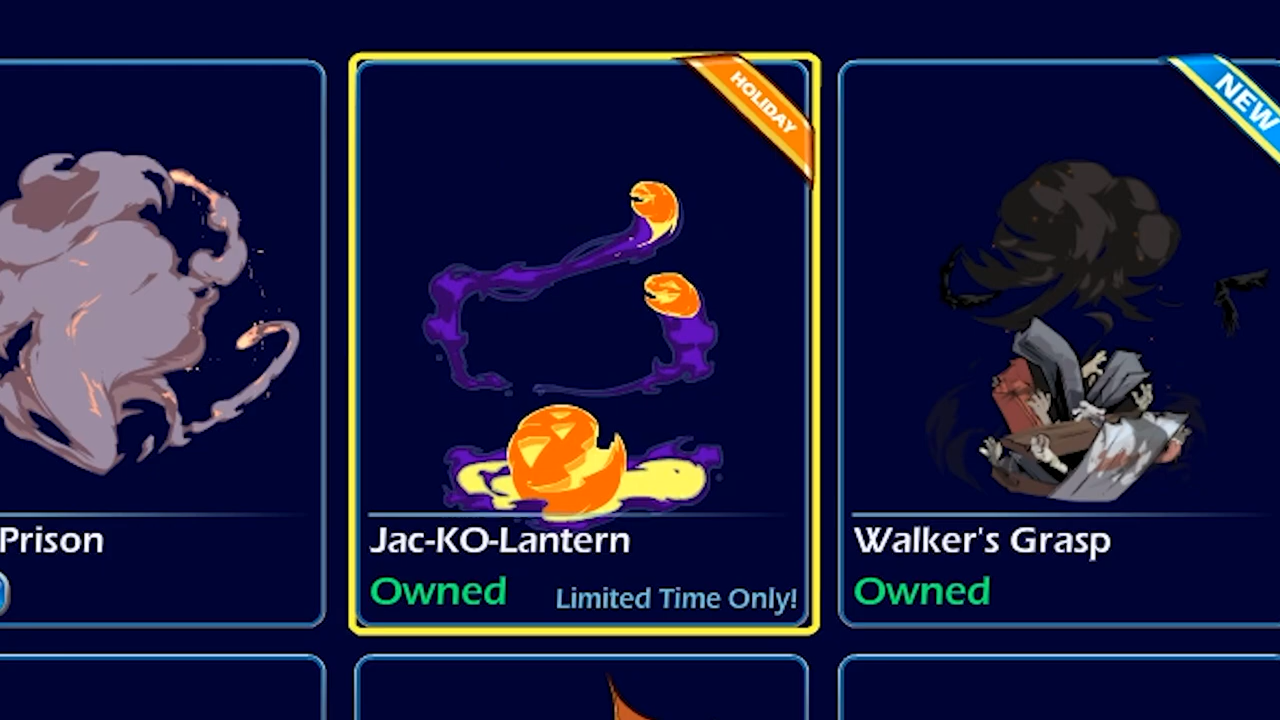 HOLIDAY
NEW
Prison
Jac-KO-Lantern
Owned
Limited Time Only!
Walker's Grasp
Owned